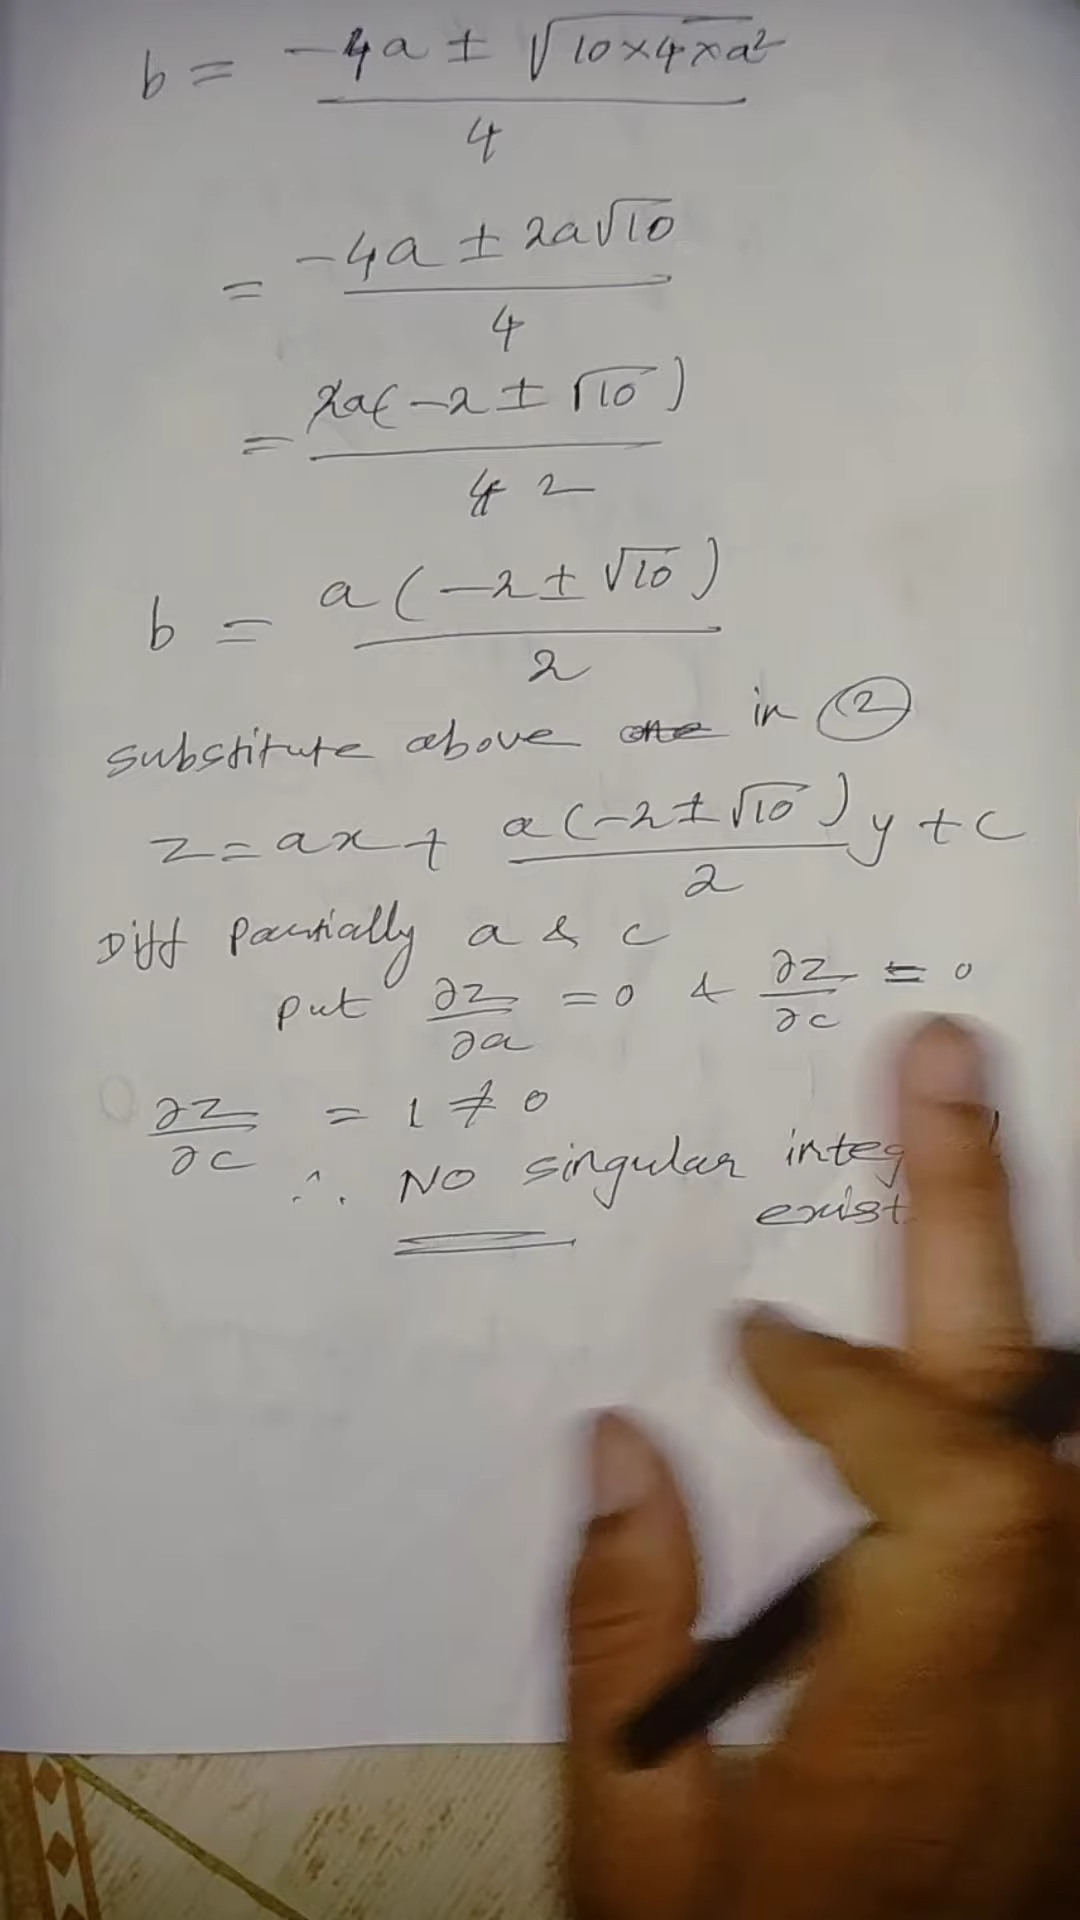 b = -4a ± √10×4×a² / 4
= -4a ± 2a√10 / 4
= 2a(-2 ± √10) / 4 2
b = a(-2 ± √10) / 2
substitute above in ②
z = ax + a(-2 ± √10) / 2 y + c
Diff partially a & c
put ∂z/∂a = 0 & ∂z/∂c = 0
∂z/∂c = 1 ≠ 0
∴ NO singular
exist